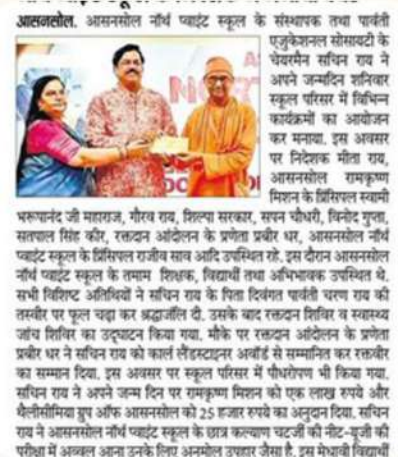 आसनसोल. आसनसोल नॉर्थ प्वाइंट स्कूल के संस्थापक तथा पार्वती
एजुकेशनल सोसायटी के
चेयरमैन सचिन राय ने
अपने जन्मदिन शनिवार
स्कूल परिसर में विभिन्न
कार्यक्रमों का आयोजन
कर मनाया. इस अवसर
पर निदेशक मीता राय,
आसनसोल रामकृष्ण
मिशन के प्रिंसिपल स्वामी
भरूपानंद जी महाराज, गौरव राय, शिल्पा सरकार, सपन चौधरी, विनोद गुप्ता,
सतपाल सिंह कीर, रक्तदान आंदोलन के प्रणेता प्रबीर धर, आसनसोल नॉर्थ
प्वाइंट स्कूल के प्रिंसिपल राजीव साव आदि उपस्थित रहे. इस दौरान आसनसोल
नॉर्थ प्वाइंट स्कूल के तमाम शिक्षक, विद्यार्थी तथा अभिभावक उपस्थित थे.
सभी विशिष्ट अतिथियों ने सचिन राय के पिता दिवंगत पार्वती चरण राय की
तस्वीर पर फूल चढ़ा कर श्रद्धाजंलि दी. उसके बाद रक्तदान शिविर व स्वास्थ्य
जांच शिविर का उद्घाटन किया गया. मौके पर रक्तदान आंदोलन के प्रणेता
प्रबीर धर ने सचिन राय को कार्ल लैंडस्टाइनर अवॉर्ड से सम्मानित कर रक्तवीर
का सम्मान दिया. इस अवसर पर स्कूल परिसर में पौधरोपण भी किया गया.
सचिन राय ने अपने जन्म दिन पर रामकृष्ण मिशन को एक लाख रुपये और
थैलीसीमिया ग्रुप ऑफ आसनसोल को 25 हजार रुपये का अनुदान दिया. सचिन
राय ने आसनसोल नॉर्थ प्वाइंट स्कूल के छात्र कल्याण चटर्जी की नीट-यूजी की
परीक्षा में अव्वल आना उनके लिए अनमोल उपहार जैसा है. इस मेधावी विद्यार्थी